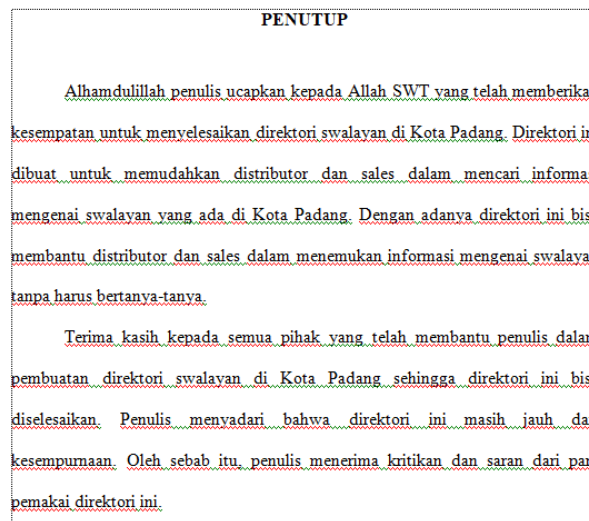 PENUTUP
Alhamdulillah penulis ucapkan kepada Allah SWT yang telah memberika
kesempatan untuk menyelesaikan direktori swalayan di Kota Padang. Direktori in
dibuat untuk memudahkan distributor dan sales dalam mencari informas
mengenai swalayan yang ada di Kota Padang. Dengan adanya direktori ini bis
membantu distributor dan sales dalam menemukan informasi mengenai swalaya
tanpa harus bertanya-tanya.
Terima kasih kepada semua pihak yang telah membantu penulis dalam
pembuatan direktori swalayan di Kota Padang sehingga direktori ini bis
diselesaikan. Penulis menyadari bahwa direktori ini masih jauh da
kesempurnaan. Oleh sebab itu, penulis menerima kritikan dan saran dari par
pemakai direktori ini.